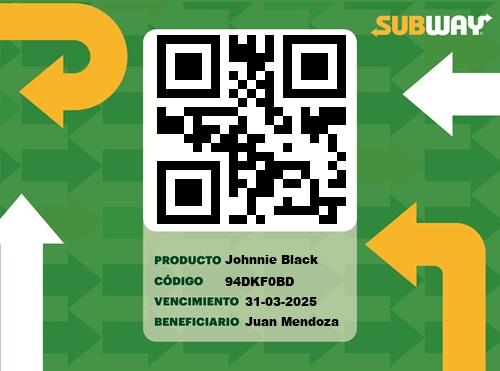 SUBWAY
PRODUCTO Johnnie Black
CÓDIGO 94DKF0BD
VENCIMIENTO 31-03-2025
BENEFICIARIO Juan Mendoza